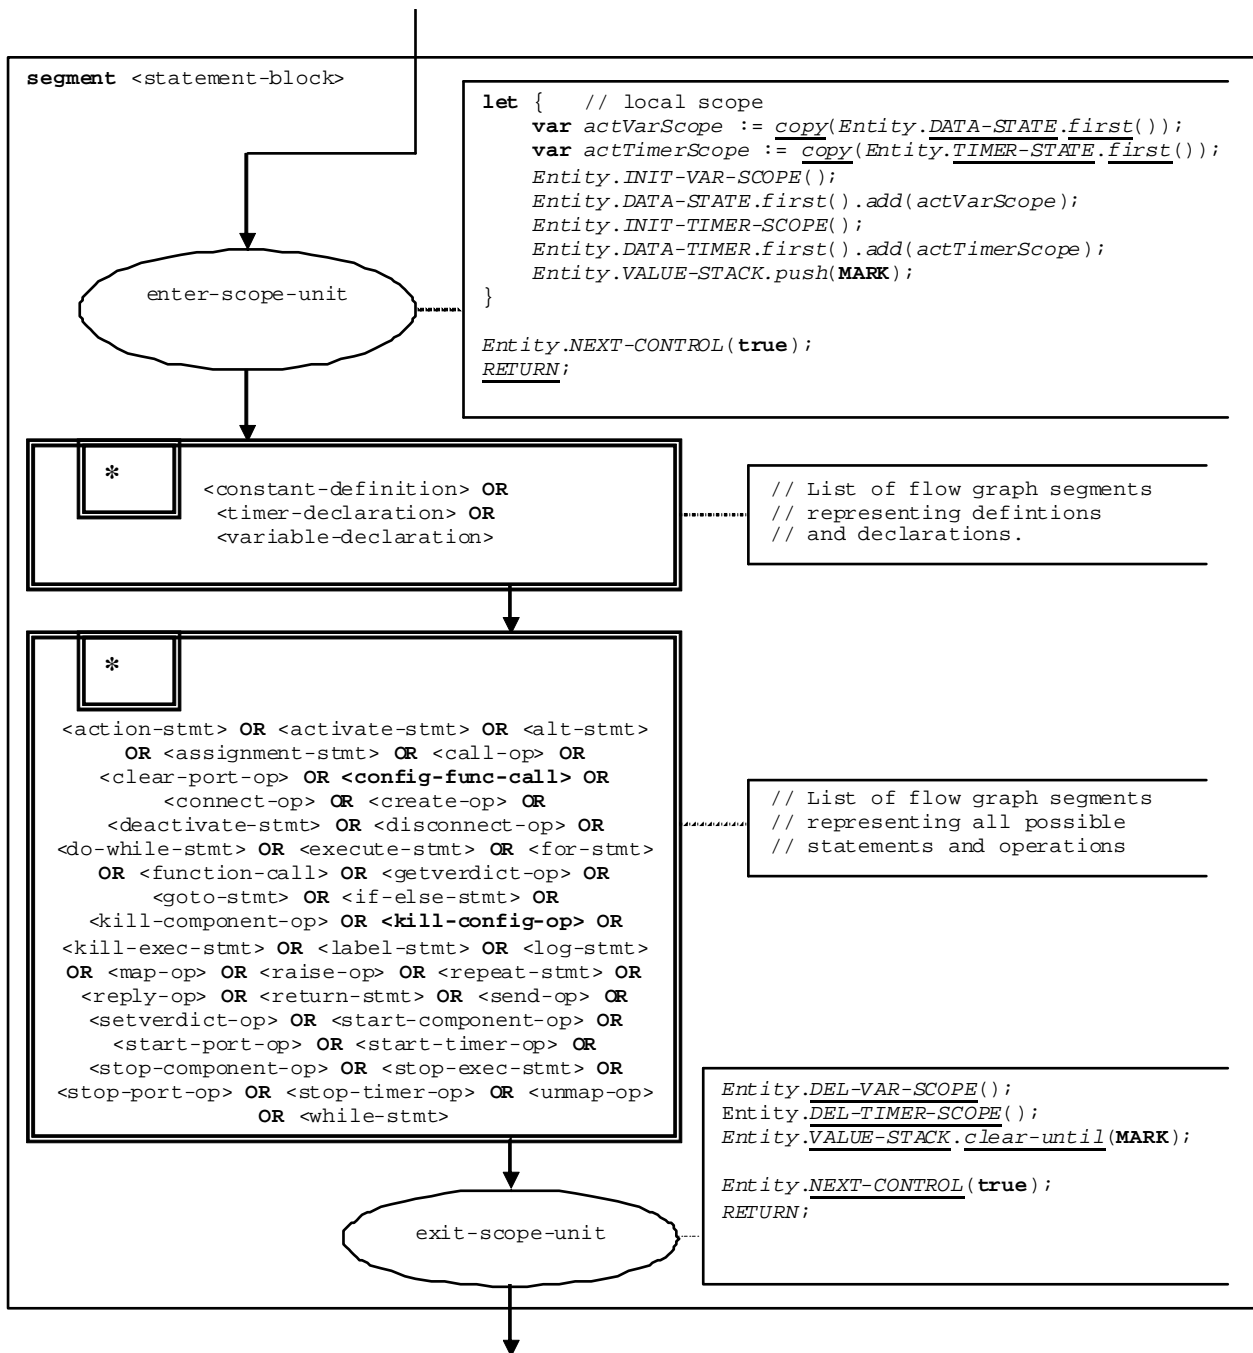 segment <statement-block>
let {   // local scope
var actVarScope := copy(Entity.DATA-STATE.first());
var actTimerScope := copy(Entity.TIMER-STATE.first());
Entity.INIT-VAR-SCOPE();
Entity.DATA-STATE.first().add(actVarScope);
Entity.INIT-TIMER-SCOPE();
Entity.DATA-TIMER.first().add(actTimerScope);
Entity.VALUE-STACK.push(MARK);
}
Entity.NEXT-CONTROL(true);
RETURN;
enter-scope-unit
*
<constant-definition> OR
<timer-declaration> OR
<variable-declaration>
// List of flow graph segments
// representing defintions
// and declarations.
*
<action-stmt> OR <activate-stmt> OR <alt-stmt>
OR <assignment-stmt> OR <call-op> OR
<clear-port-op> OR <config-func-call> OR
<connect-op> OR <create-op> OR
<deactivate-stmt> OR <disconnect-op> OR
<do-while-stmt> OR <execute-stmt> OR <for-stmt>
OR <function-call> OR <getverdict-op> OR
<goto-stmt> OR <if-else-stmt> OR
<kill-component-op> OR <kill-config-op> OR
<kill-exec-stmt> OR <label-stmt> OR <log-stmt>
OR <map-op> OR <raise-op> OR <repeat-stmt> OR
<reply-op> OR <return-stmt> OR <send-op> OR
<setverdict-op> OR <start-component-op> OR
<start-port-op> OR <start-timer-op> OR
<stop-component-op> OR <stop-exec-stmt> OR
<stop-port-op> OR <stop-timer-op> OR <unmap-op>
OR <while-stmt>
// List of flow graph segments
// representing all possible
// statements and operations
Entity.DEL-VAR-SCOPE();
Entity.DEL-TIMER-SCOPE();
Entity.VALUE-STACK.clear-until(MARK);
Entity.NEXT-CONTROL(true);
RETURN;
exit-scope-unit